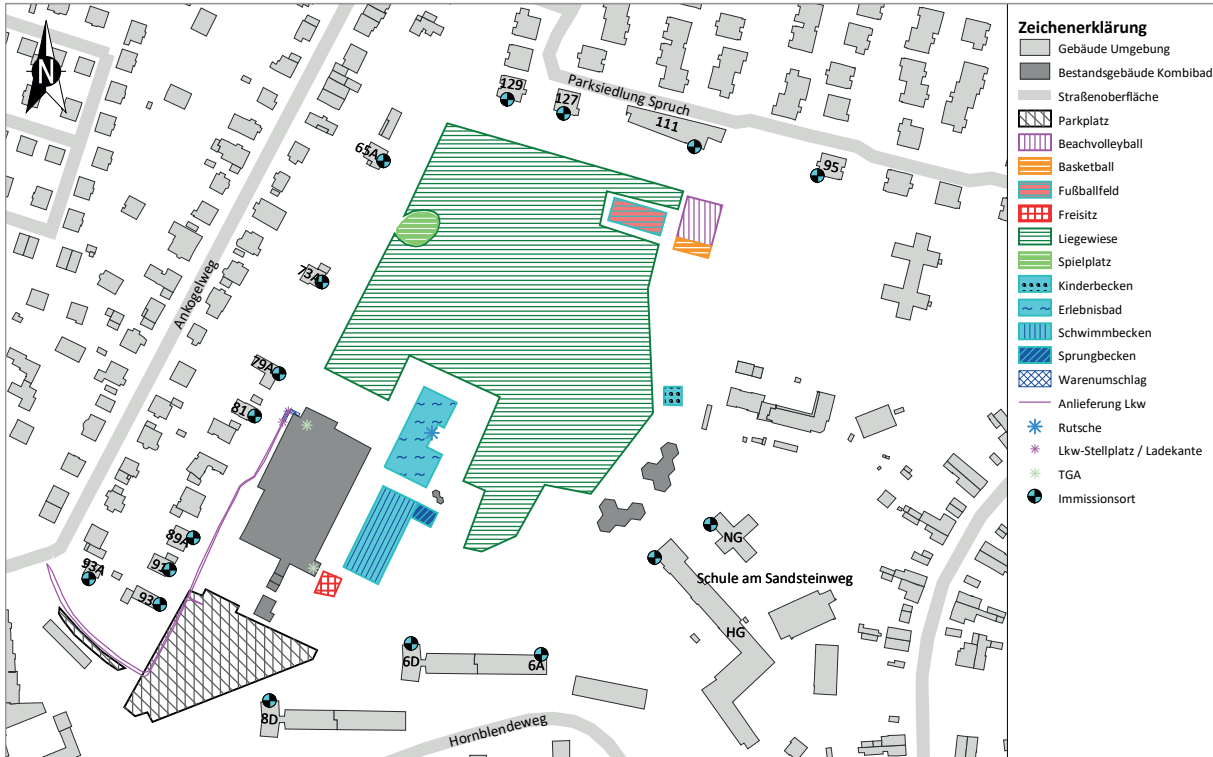 N
129
127
Parksiedlung Spruch
111
65A
95
73A
Ankogelweg
79A
81
89A
91
93A
93
NG
Schule am Sandsteinweg
HG
6D
6A
8D
Hornblendeweg
Zeichenerklärung
Gebäude Umgebung
Bestandsgebäude Kombibad
Straßenoberfläche
Parkplatz
Beachvolleyball
Basketball
Fußballfeld
Freisitz
Liegewiese
Spielplatz
Kinderbecken
Erlebnisbad
Schwimmbecken
Sprungbecken
Warenumschlag
Anlieferung Lkw
Rutsche
Lkw-Stellplatz / Ladekante
TGA
Immissionsort